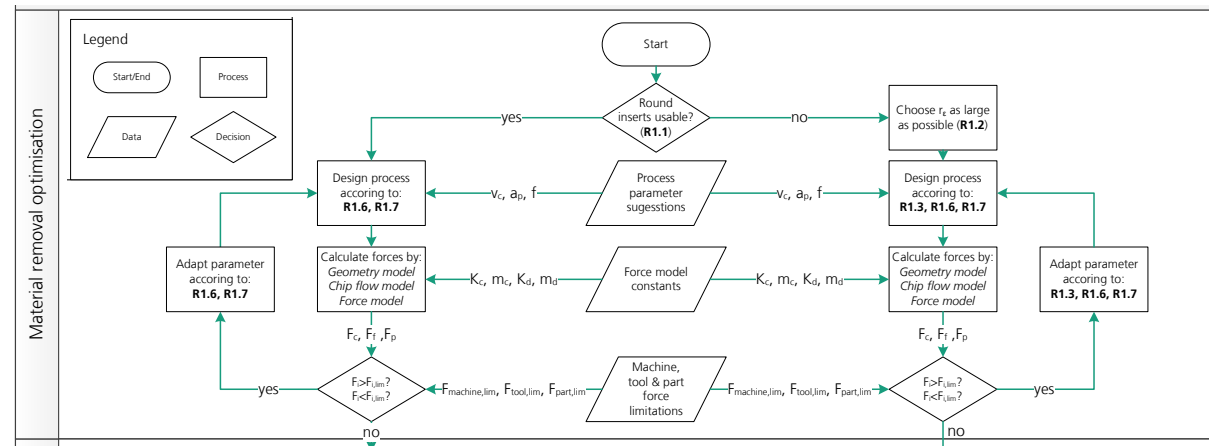 Material removal optimisation
Legend
Start/End
Process
Data
Decision
Start
Round
inserts usable?
(R1.1)
yes
no
Choose rε as large
as possible (R1.2)
Design process
accoring to:
R1.6, R1.7
vc, ap, f
Process
parameter
sugesstions
vc, ap, f
Design process
accoring to:
R1.3, R1.6, R1.7
Adapt parameter
accoring to:
R1.6, R1.7
Calculate forces by:
Geometry model
Chip flow model
Force model
Kc, mc, Kd, md
Force model
constants
Kc, mc, Kd, md
Calculate forces by:
Geometry model
Chip flow model
Force model
Adapt parameter
accoring to:
R1.3, R1.6, R1.7
Fc, Ff ,Fp
Fc, Ff ,Fp
yes
Fi>Fi,lim?
Fi<Fi,lim?
Fmachine,lim, Ftool,lim, Fpart,lim
Machine,
tool & part
force
limitations
Fmachine,lim, Ftool,lim, Fpart,lim
Fi>Fi,lim?
Fi<Fi,lim?
yes
no
no